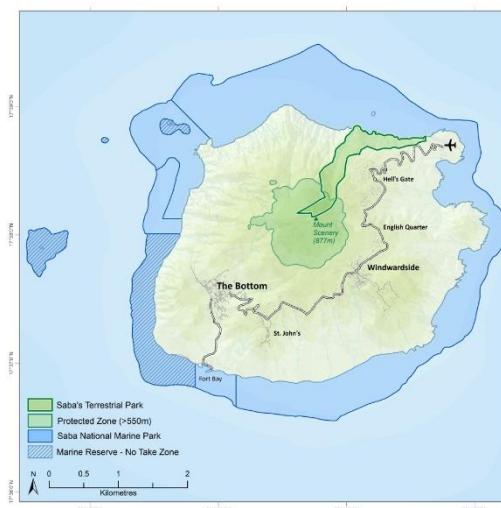 Hell's Gate
Mount
Scenery
(877m)
English Quarter
Windwardside
The Bottom
St. John's
Fort Bay
Saba's Terrestrial Park
Protected Zone (>550m)
Saba National Marine Park
Marine Reserve - No Take Zone
N
0 0.5 1 2
Kilometres